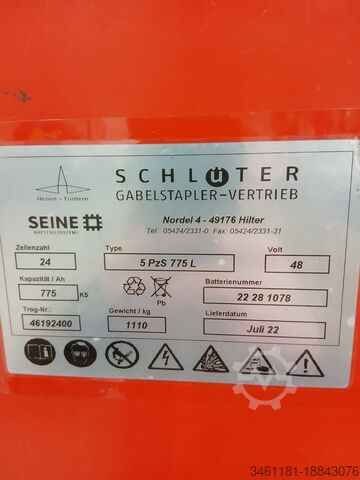 SCHLÜTER
GABELSTAPLER-VERTRIEB
Heben - Fördern
SEINE
BATTERIESYSTEME
Nordel 4 - 49176 Hilter
Tel. 05424/2331-0 Fax: 05424/2331-31
Zellenzahl Type Volt
24 5 PzS 775 L 48
Kapazität / Ah Batterienummer
775 K5 Pb 22 28 1078
Trog-Nr.: Gewicht / kg Lieferdatum
46192400 1110 Juli 22
3461181-18843076